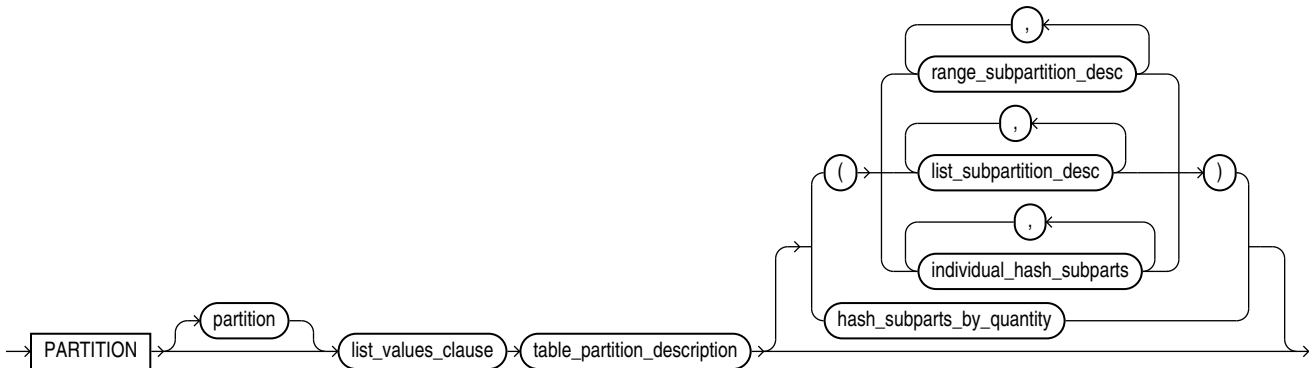 ,
range_subpartition_desc
,
( list_subpartition_desc )
,
individual_hash_subparts
partition hash_subparts_by_quantity
PARTITION list_values_clause table_partition_description